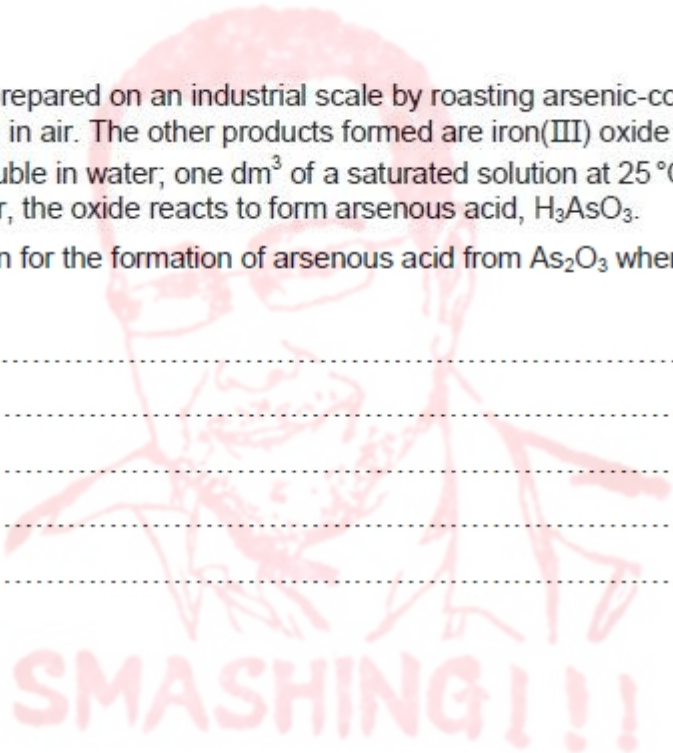 repared on an industrial scale by roasting arsenic-co
in air. The other products formed are iron(III) oxide
uble in water; one dm³ of a saturated solution at 25 °C
r, the oxide reacts to form arsenous acid, H₃AsO₃.
n for the formation of arsenous acid from As₂O₃ when
SMASHING!!!